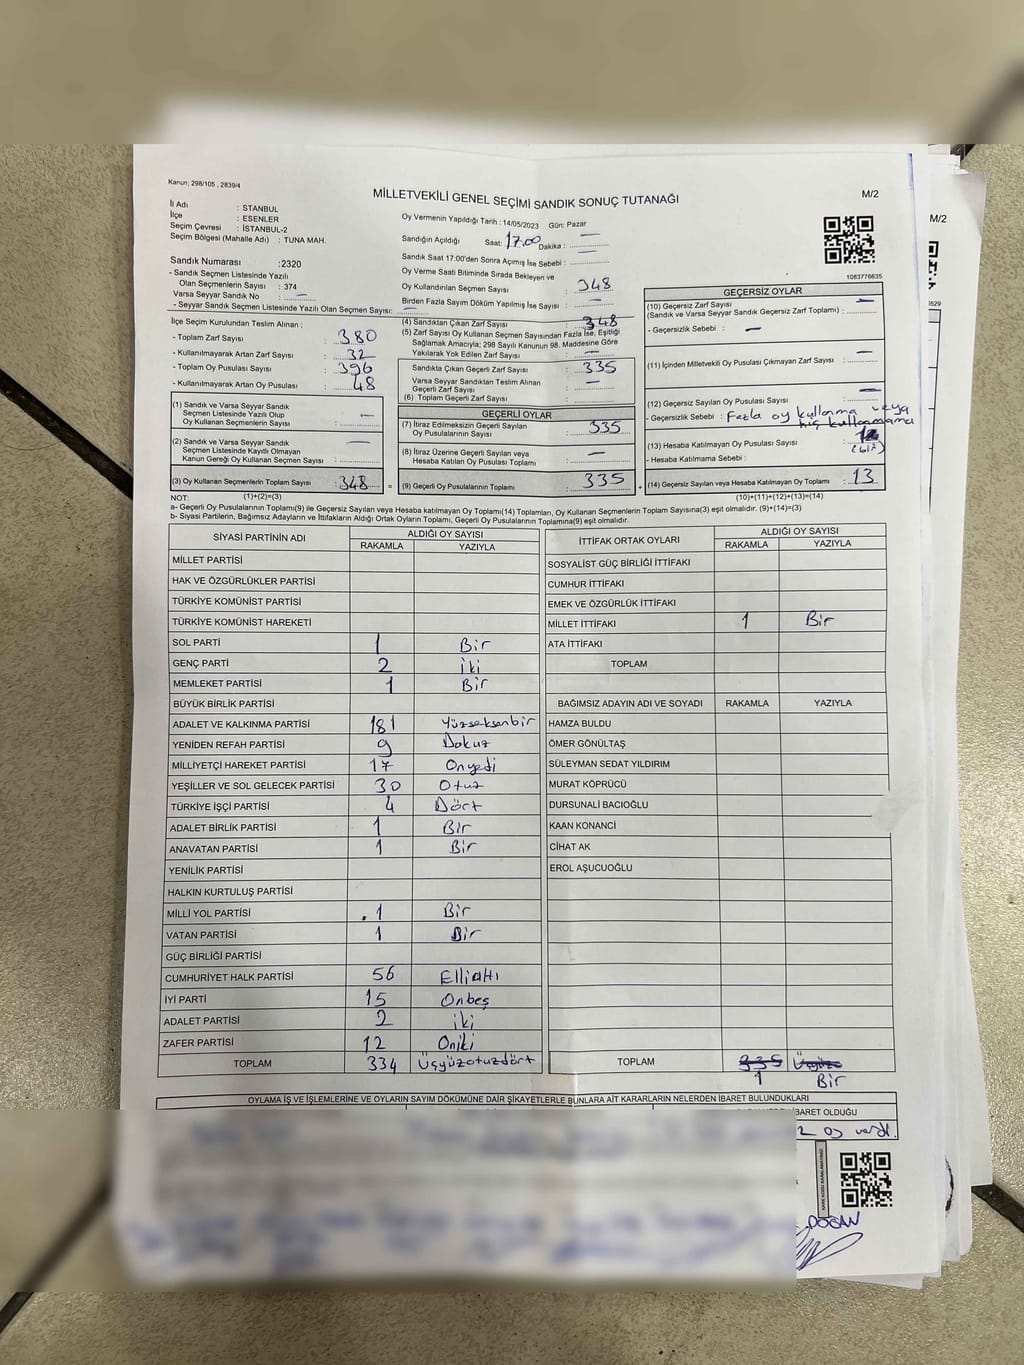 Kanun; 298/105 , 2839/4
MİLLETVEKİLİ GENEL SEÇİMİ SANDIK SONUÇ TUTANAĞI
M/2
İl Adı : STANBUL
İlçe : ESENLER
Seçim Çevresi : İSTANBUL-2
Seçim Bölgesi (Mahalle Adı) : TUNA MAH.
Sandık Numarası :2320
- Sandık Seçmen Listesinde Yazılı
Olan Seçmenlerin Sayısı : 374
Varsa Seyyar Sandık No : —
- Seyyar Sandık Seçmen Listesinde Yazılı Olan Seçmen Sayısı: —
İlçe Seçim Kurulundan Teslim Alınan :
- Toplam Zarf Sayısı : 380
- Kullanılmayarak Artan Zarf Sayısı : 32
- Toplam Oy Pusulası Sayısı : 396
- Kullanılmayarak Artan Oy Pusulası : 48
(1) Sandık ve Varsa Seyyar Sandık
Seçmen Listesinde Yazılı Olup
Oy Kullanan Seçmenlerin Sayısı : —
(2) Sandık ve Varsa Seyyar Sandık
Seçmen Listesinde Kayıtlı Olmayan
Kanun Gereği Oy Kullanan Seçmen Sayısı : —
(3) Oy Kullanan Seçmenlerin Toplam Sayısı : 348
Oy Vermenin Yapıldığı Tarih : 14/05/2023 Gün: Pazar
Sandığın Açıldığı Saat: 17.00 Dakika : —
Sandık Saat 17:00'den Sonra Açımış İse Sebebi : —
Oy Verme Saati Bitiminde Sırada Bekleyen ve
Oy Kullandırılan Seçmen Sayısı : 348
Birden Fazla Sayım Döküm Yapılmış İse Sayısı : —
(4) Sandıktan Çıkan Zarf Sayısı : 348
(5) Zarf Sayısı Oy Kullanan Seçmen Sayısından Fazla İse, Eşitliği
Sağlamak Amacıyla; 298 Sayılı Kanunun 98. Maddesine Göre
Yakılarak Yok Edilen Zarf Sayısı : —
Sandıkta Çıkan Geçerli Zarf Sayısı : 335
Varsa Seyyar Sandıktan Teslim Alınan
Geçerli Zarf Sayısı : —
(6) Toplam Geçerli Zarf Sayısı :
GEÇERLİ OYLAR
(7) İtiraz Edilmeksizin Geçerli Sayılan
Oy Pusulalarının Sayısı : 335
(8) İtiraz Üzerine Geçerli Sayılan veya
Hesaba Katılan Oy Pusulası Toplamı : —
= (9) Geçerli Oy Pusulalarının Toplamı : 335
1083776635
GEÇERSİZ OYLAR
(10) Geçersiz Zarf Sayısı —
(Sandık ve Varsa Seyyar Sandık Geçersiz Zarf Toplamı) :
- Geçersizlik Sebebi : —
(11) İçinden Milletvekili Oy Pusulası Çıkmayan Zarf Sayısı : —
(12) Geçersiz Sayılan Oy Pusulası Sayısı : —
- Geçersizlik Sebebi : Fazla oy kullanma veya
hiç kullanmama
(13) Hesaba Katılmayan Oy Pusulası Sayısı :
- Hesaba Katılmama Sebebi :
+ (14) Geçersiz Sayılan veya Hesaba Katılmayan Oy Toplamı : 13
NOT: (1)+(2)=(3) (10)+(11)+(12)+(13)=(14)
a- Geçerli Oy Pusulalarının Toplamı(9) ile Geçersiz Sayılan veya Hesaba katılmayan Oy Toplamı(14) Toplamları, Oy Kullanan Seçmenlerin Toplam Sayısına(3) eşit olmalıdır. (9)+(14)=(3)
b- Siyasi Partilerin, Bağımsız Adayların ve İttifakların Aldığı Ortak Oyların Toplamı, Geçerli Oy Pusulalarının Toplamına(9) eşit olmalıdır.
SİYASİ PARTİNİN ADI ALDIĞI OY SAYISI
RAKAMLA YAZIYLA
MİLLET PARTİSİ
HAK VE ÖZGÜRLÜKLER PARTİSİ
TÜRKİYE KOMÜNİST PARTİSİ
TÜRKİYE KOMÜNİST HAREKETİ
SOL PARTİ 1 Bir
GENÇ PARTİ 2 iki
MEMLEKET PARTİSİ 1 Bir
BÜYÜK BİRLİK PARTİSİ
ADALET VE KALKINMA PARTİSİ 181 Yüzseksenbir
YENİDEN REFAH PARTİSİ 9 Dokuz
MİLLİYETÇİ HAREKET PARTİSİ 17 Onyedi
YEŞİLLER VE SOL GELECEK PARTİSİ 30 Otuz
TÜRKİYE İŞÇİ PARTİSİ 4 Dört
ADALET BİRLİK PARTİSİ 1 Bir
ANAVATAN PARTİSİ 1 Bir
YENİLİK PARTİSİ
HALKIN KURTULUŞ PARTİSİ
MİLLİ YOL PARTİSİ 1 Bir
VATAN PARTİSİ 1 Bir
GÜÇ BİRLİĞİ PARTİSİ
CUMHURİYET HALK PARTİSİ 56 Ellialtı
İYİ PARTİ 15 Onbeş
ADALET PARTİSİ 2 iki
ZAFER PARTİSİ 12 Oniki
TOPLAM 334 Üçyüzotuzdört
İTTİFAK ORTAK OYLARI ALDIĞI OY SAYISI
RAKAMLA YAZIYLA
SOSYALİST GÜÇ BİRLİĞİ İTTİFAKI
CUMHUR İTTİFAKI
EMEK VE ÖZGÜRLÜK İTTİFAKI
MİLLET İTTİFAKI 1 Bir
ATA İTTİFAKI
TOPLAM
BAĞIMSIZ ADAYIN ADI VE SOYADI RAKAMLA YAZIYLA
HAMZA BULDU
ÖMER GÖNÜLTAŞ
SÜLEYMAN SEDAT YILDIRIM
MURAT KÖPRÜCÜ
DURSUNALİ BACIOĞLU
KAAN KONANCİ
CİHAT AK
EROL AŞUCUOĞLU
TOPLAM 335 Üçyüz
1 Bir
OYLAMA İŞ VE İŞLEMLERİNE VE OYLARIN SAYIM DÖKÜMÜNE DAİR ŞİKAYETLERLE BUNLARA AİT KARARLARIN NELERDEN İBARET BULUNDUKLARI
İBARET OLDUĞU
2 oy verdi.
DOĞAN
M/2